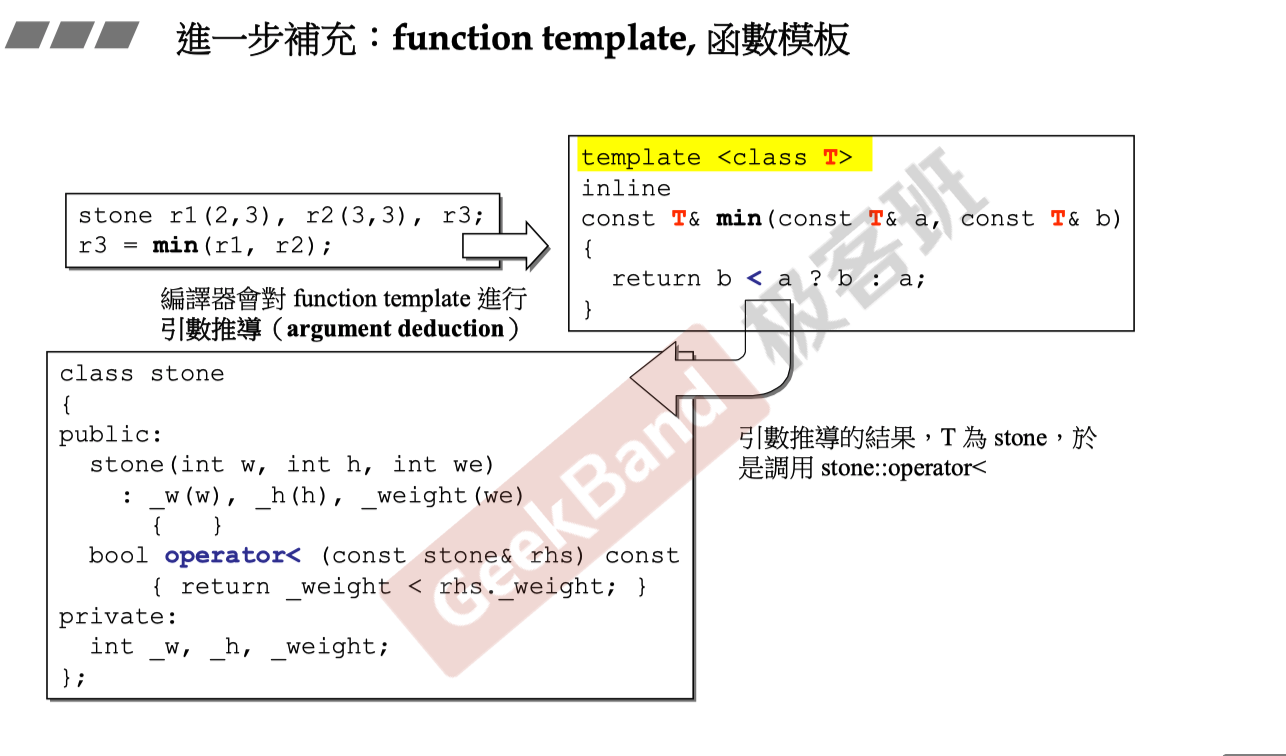 進一步補充：function template, 函數模板
stone r1(2,3), r2(3,3), r3;
r3 = min(r1, r2);
編譯器會對 function template 進行
引數推導（argument deduction）
template <class T>
inline
const T& min(const T& a, const T& b)
{
  return b < a ? b : a;
}
class stone
{
public:
  stone(int w, int h, int we)
    : _w(w), _h(h), _weight(we)
      {   }
  bool operator< (const stone& rhs) const
      { return _weight < rhs._weight; }
private:
  int _w, _h, _weight;
};
引數推導的結果，T 為 stone，於
是調用 stone::operator<
GeekBand 极客班